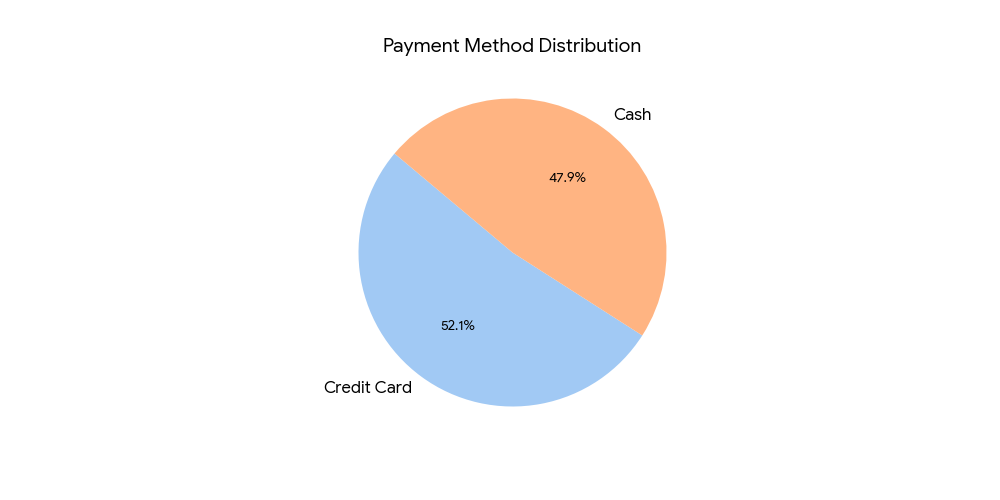 Payment Method Distribution
Cash
47.9%
52.1%
Credit Card